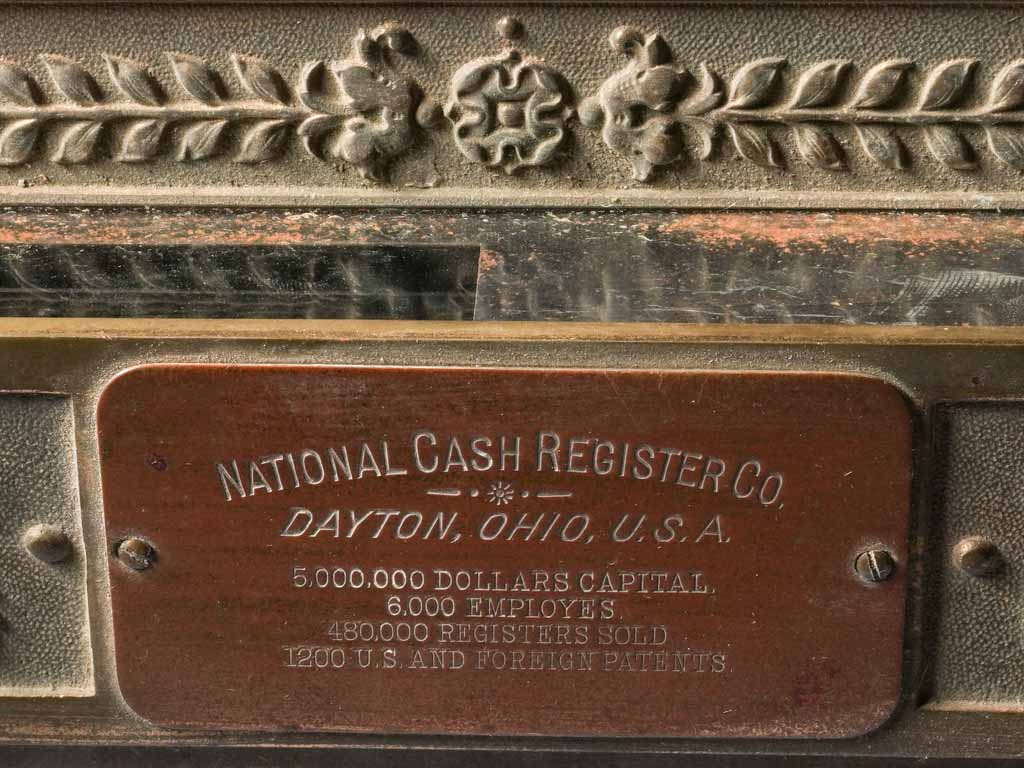 NATIONAL CASH REGISTER CO,
DAYTON, OHIO, U.S.A.
5,000,000 DOLLARS CAPITAL.
6,000 EMPLOYES.
480,000 REGISTERS SOLD.
1200 U.S. AND FOREIGN PATENTS.